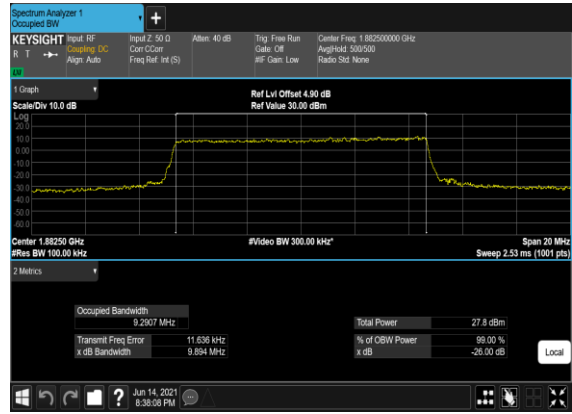 Spectrum Analyzer 1
Occupied BW
+
KEYSIGHT Input: RF Input Z: 50 Ω Atten: 40 dB Trig: Free Run Center Freq: 1.882500000 GHz
R T Coupling: DC Corr CCorr Gate: Off Avg|Hold: 500/500
Align: Auto Freq Ref: Int (S) #IF Gain: Low Radio Std: None
1 Graph
Ref Lvl Offset 4.90 dB
Scale/Div 10.0 dB Ref Value 30.00 dBm
Log
20.0
10.0
0.00
-10.0
-20.0
-30.0
-40.0
-50.0
-60.0
Center 1.88250 GHz #Video BW 300.00 kHz* Span 20 MHz
#Res BW 100.00 kHz Sweep 2.53 ms (1001 pts)
2 Metrics
Occupied Bandwidth
9.2907 MHz Total Power 27.8 dBm
Transmit Freq Error 11.636 kHz % of OBW Power 99.00 %
x dB Bandwidth 9.894 MHz x dB -26.00 dB
Local
? Jun 14, 2021
8:38:08 PM